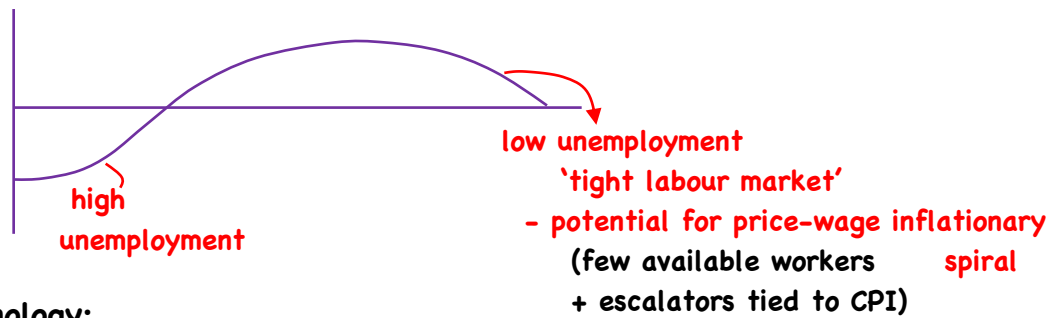 low unemployment
‘tight labour market’
high
- potential for price-wage inflationary
unemployment
(few available workers spiral
+ escalators tied to CPI)